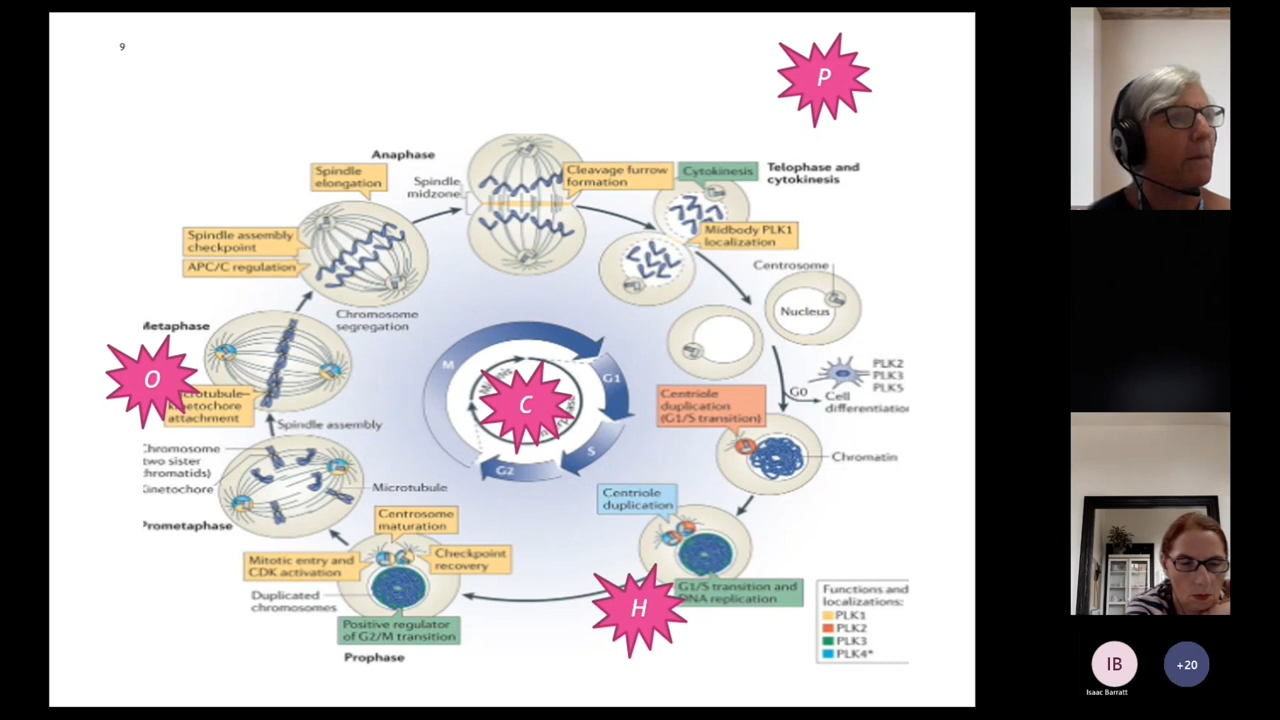 9
P
Anaphase
Spindle
elongation
Spindle
midzone
Cleavage furrow
formation
Cytokinesis
Telophase and
cytokinesis
Spindle assembly
checkpoint
APC/C regulation
Midbody PLK1
localization
Centrosome
Nucleus
Chromosome
segregation
Metaphase
O
crotubule–
kinetochore
attachment
M
G1
S
G2
C
PLK2
PLK3
PLK5
G0
Cell
differentiatio
Centriole
duplication
(G1/S transition)
Spindle assembly
Chromosome
two sister
chromatids)
Kinetochore
Chromatin
Microtubule
Prometaphase
Centriole
duplication
Centrosome
maturation
Mitotic entry and
CDK activation
Checkpoint
recovery
Duplicated
chromosomes
H
G1/S transition and
DNA replication
Positive regulator
of G2/M transition
Prophase
Functions and
localizations:
PLK1
PLK2
PLK3
PLK4*
IB
+20
Isaac Barratt